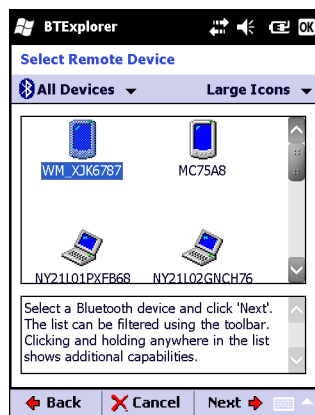 BTExplorer OK
Select Remote Device
All Devices Large Icons
WM_XJK6787 MC75A8
NY21L01PXFB68 NY21L02GNCH76
Select a Bluetooth device and click 'Next'.
The list can be filtered using the toolbar.
Clicking and holding anywhere in the list
shows additional capabilities.
Back Cancel Next